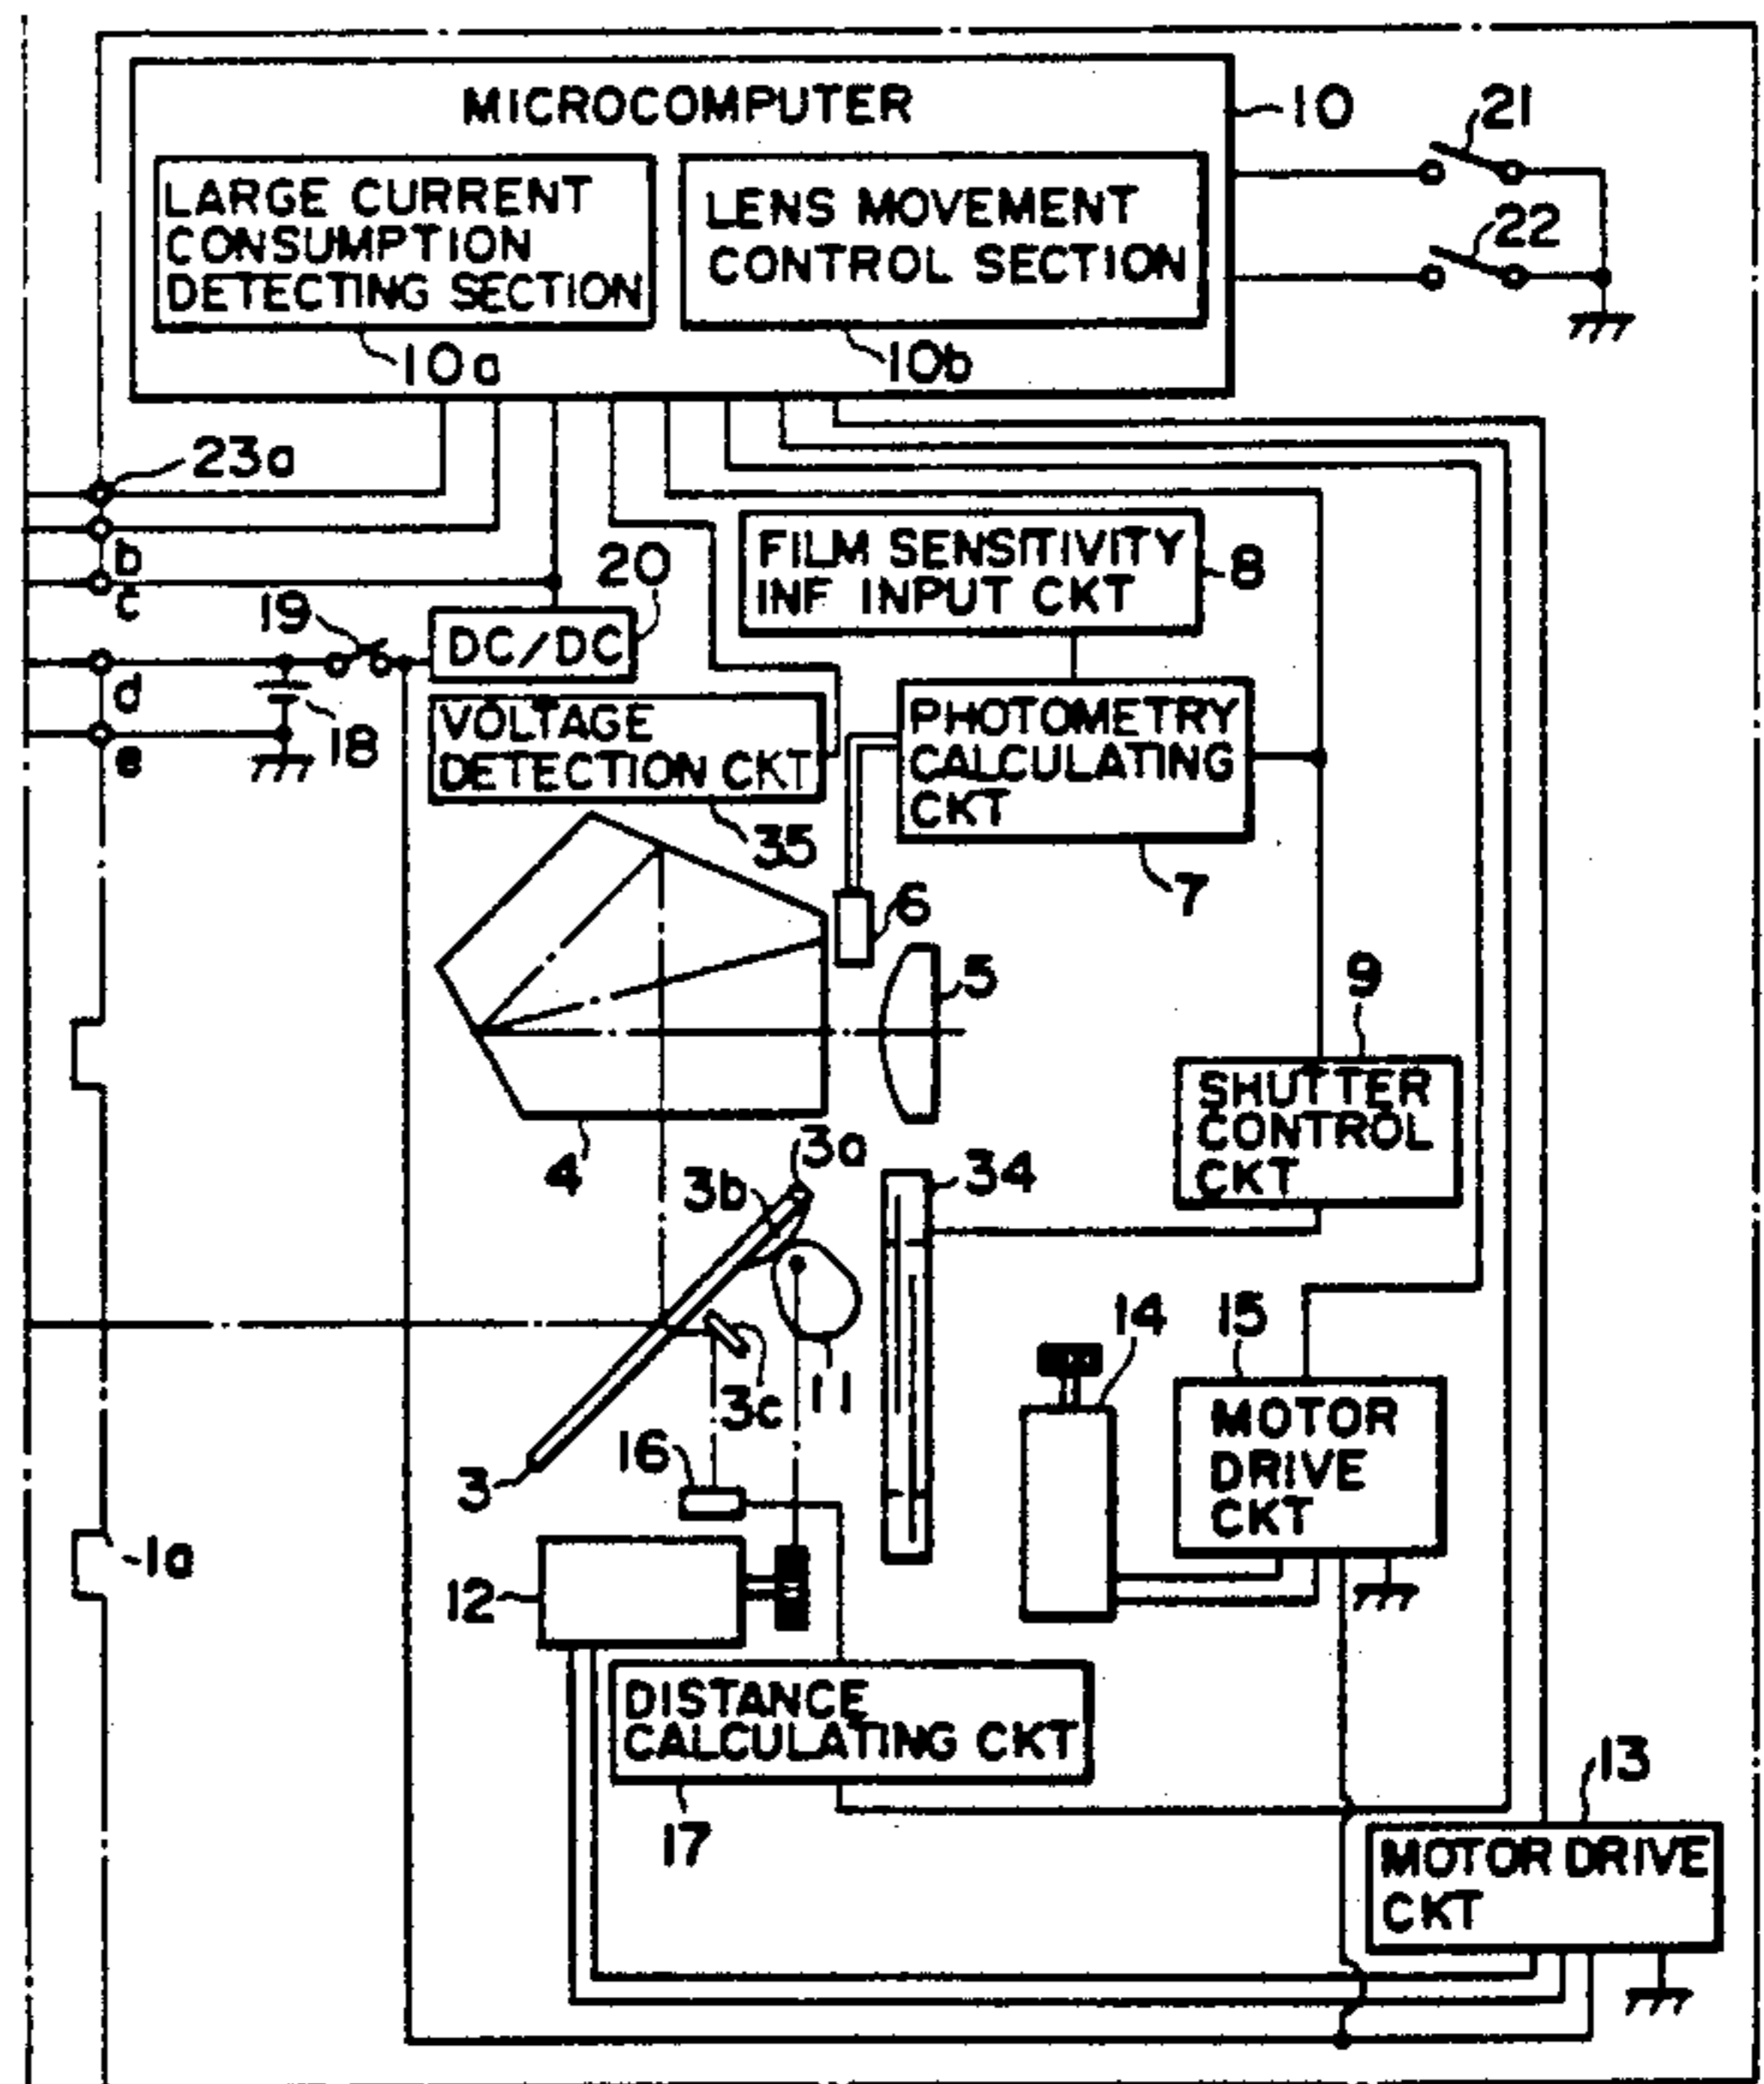 MICROCOMPUTER
10
21
LARGE CURRENT
CONSUMPTION
DETECTING SECTION
LENS MOVEMENT
CONTROL SECTION
22
10a
10b
23a
b
c
20
FILM SENSITIVITY
INF INPUT CKT
8
19
DC/DC
d
18
e
VOLTAGE
DETECTION CKT
35
PHOTOMETRY
CALCULATING
CKT
7
6
5
9
SHUTTER
CONTROL
CKT
4
3a
3b
34
14
15
11
3c
MOTOR
DRIVE
CKT
16
3
1a
12
DISTANCE
CALCULATING CKT
17
13
MOTOR DRIVE
CKT